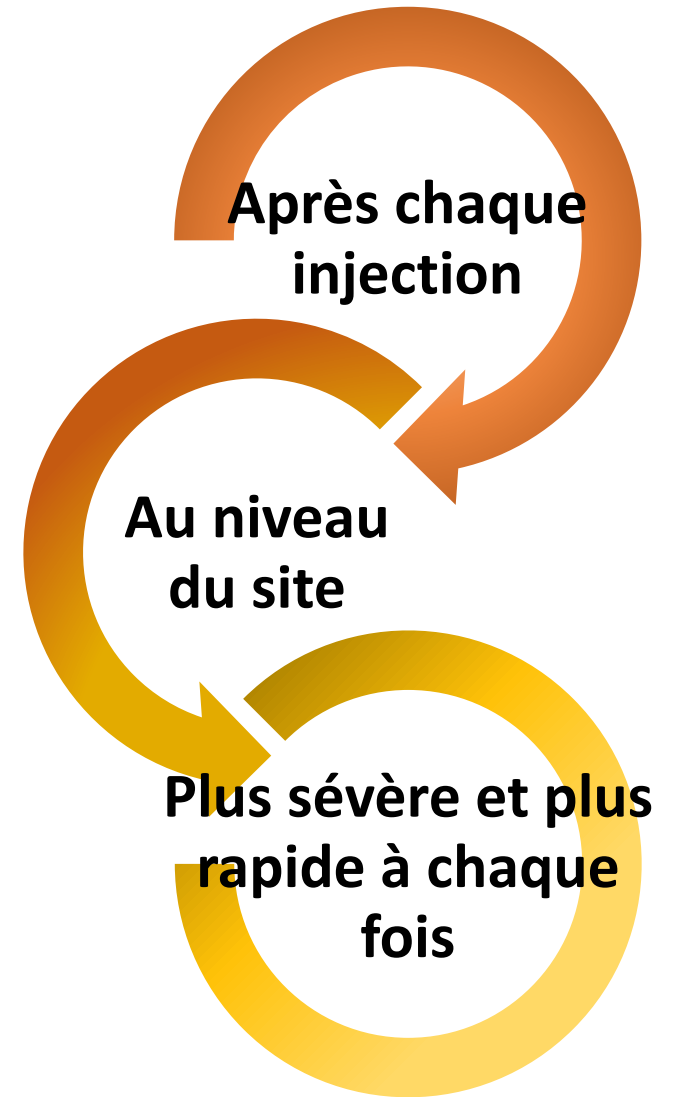 Après chaque
injection
Au niveau
du site
Plus sévère et plus
rapide à chaque
fois